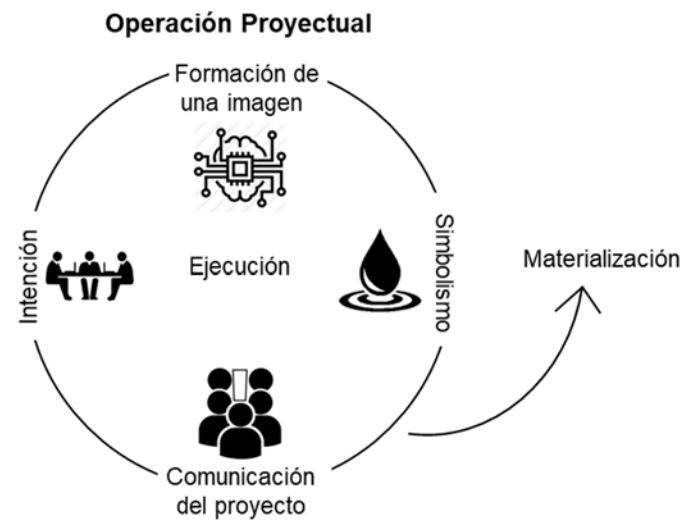 Operación Proyectual
Formación de
una imagen
Intención
Ejecución
Simbolismo
Materialización
Comunicación
del proyecto